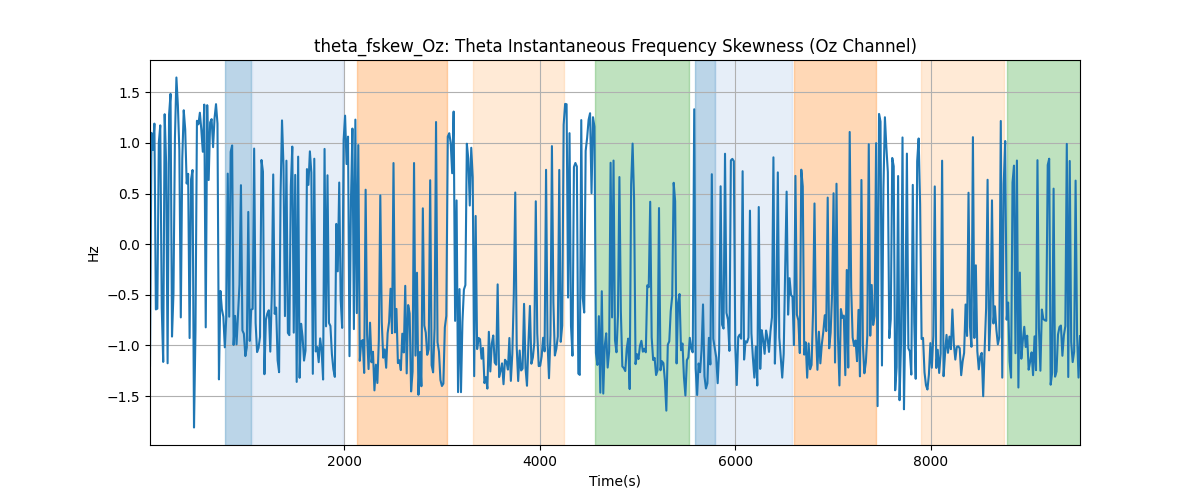 theta_fskew_Oz: Theta Instantaneous Frequency Skewness (Oz Channel)
1.5
1.0
0.5
0.0
−0.5
−1.0
−1.5
Hz
2000 4000 6000 8000
Time(s)